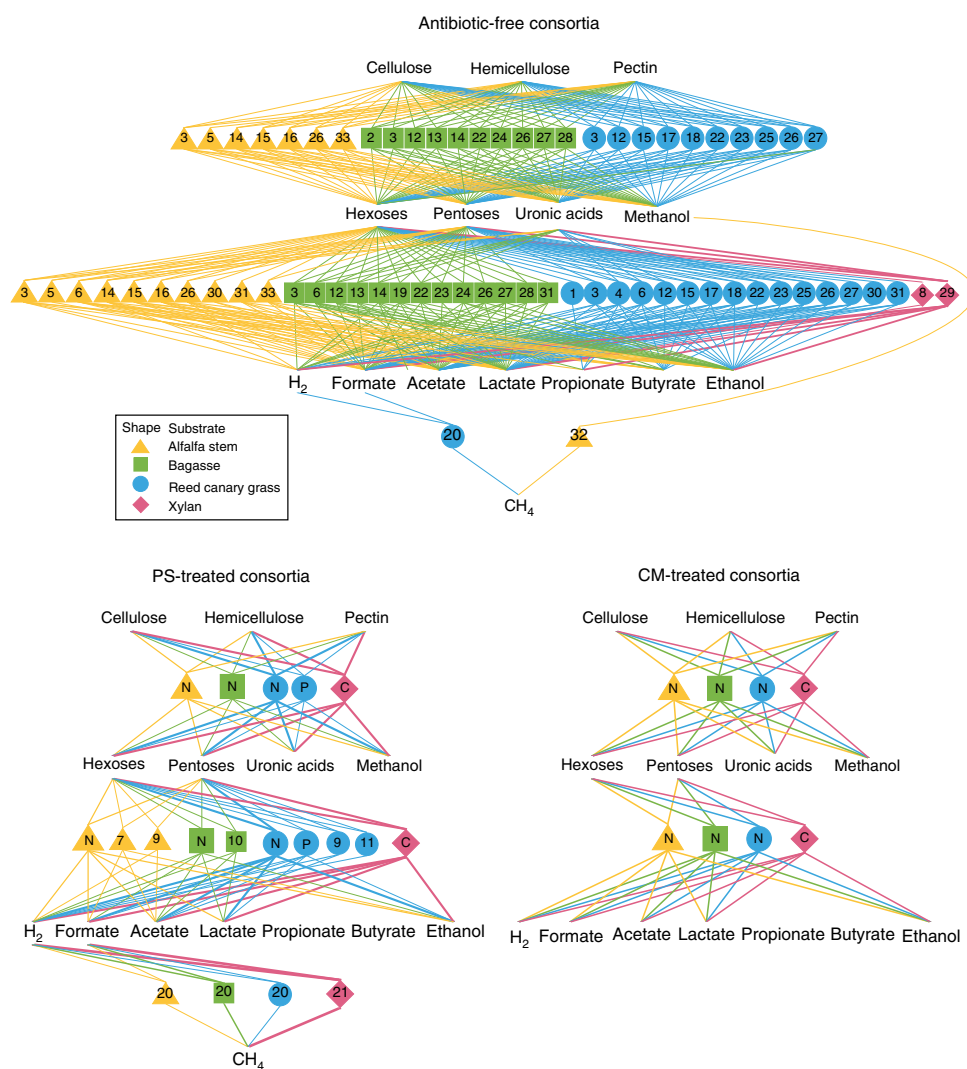 Antibiotic-free consortia
Cellulose Hemicellulose Pectin
3 5 14 15 16 26 33 2 3 12 13 14 22 24 26 27 28 3 12 15 17 18 22 23 25 26 27
Hexoses Pentoses Uronic acids Methanol
3 5 6 14 15 16 26 30 31 33 3 6 12 13 14 19 22 23 24 26 27 28 31 1 3 4 6 12 15 17 18 22 23 25 26 27 30 31 8 29
H2 Formate Acetate Lactate Propionate Butyrate Ethanol
20 32
CH4
Shape Substrate
Alfalfa stem
Bagasse
Reed canary grass
Xylan
PS-treated consortia
Cellulose Hemicellulose Pectin
N N N P C
Hexoses Pentoses Uronic acids Methanol
N 7 9 N 10 N P 9 11 C
H2 Formate Acetate Lactate Propionate Butyrate Ethanol
20 20 20 21
CH4
CM-treated consortia
Cellulose Hemicellulose Pectin
N N N C
Hexoses Pentoses Uronic acids Methanol
N N N C
H2 Formate Acetate Lactate Propionate Butyrate Ethanol